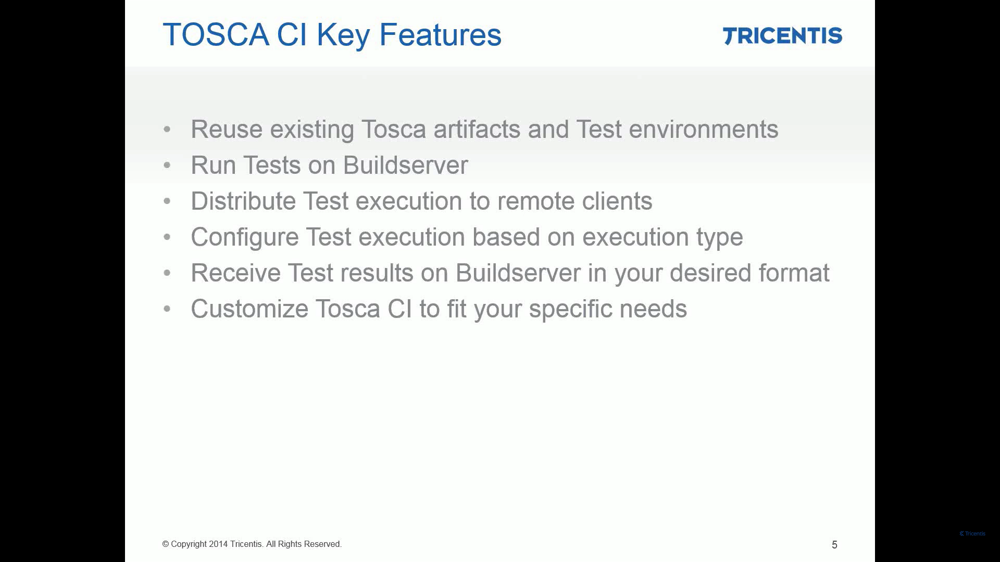 TOSCA CI Key Features
TRICENTIS
• Reuse existing Tosca artifacts and Test environments
• Run Tests on Buildserver
• Distribute Test execution to remote clients
• Configure Test execution based on execution type
• Receive Test results on Buildserver in your desired format
• Customize Tosca CI to fit your specific needs
© Copyright 2014 Tricentis. All Rights Reserved.
5
Tricentis